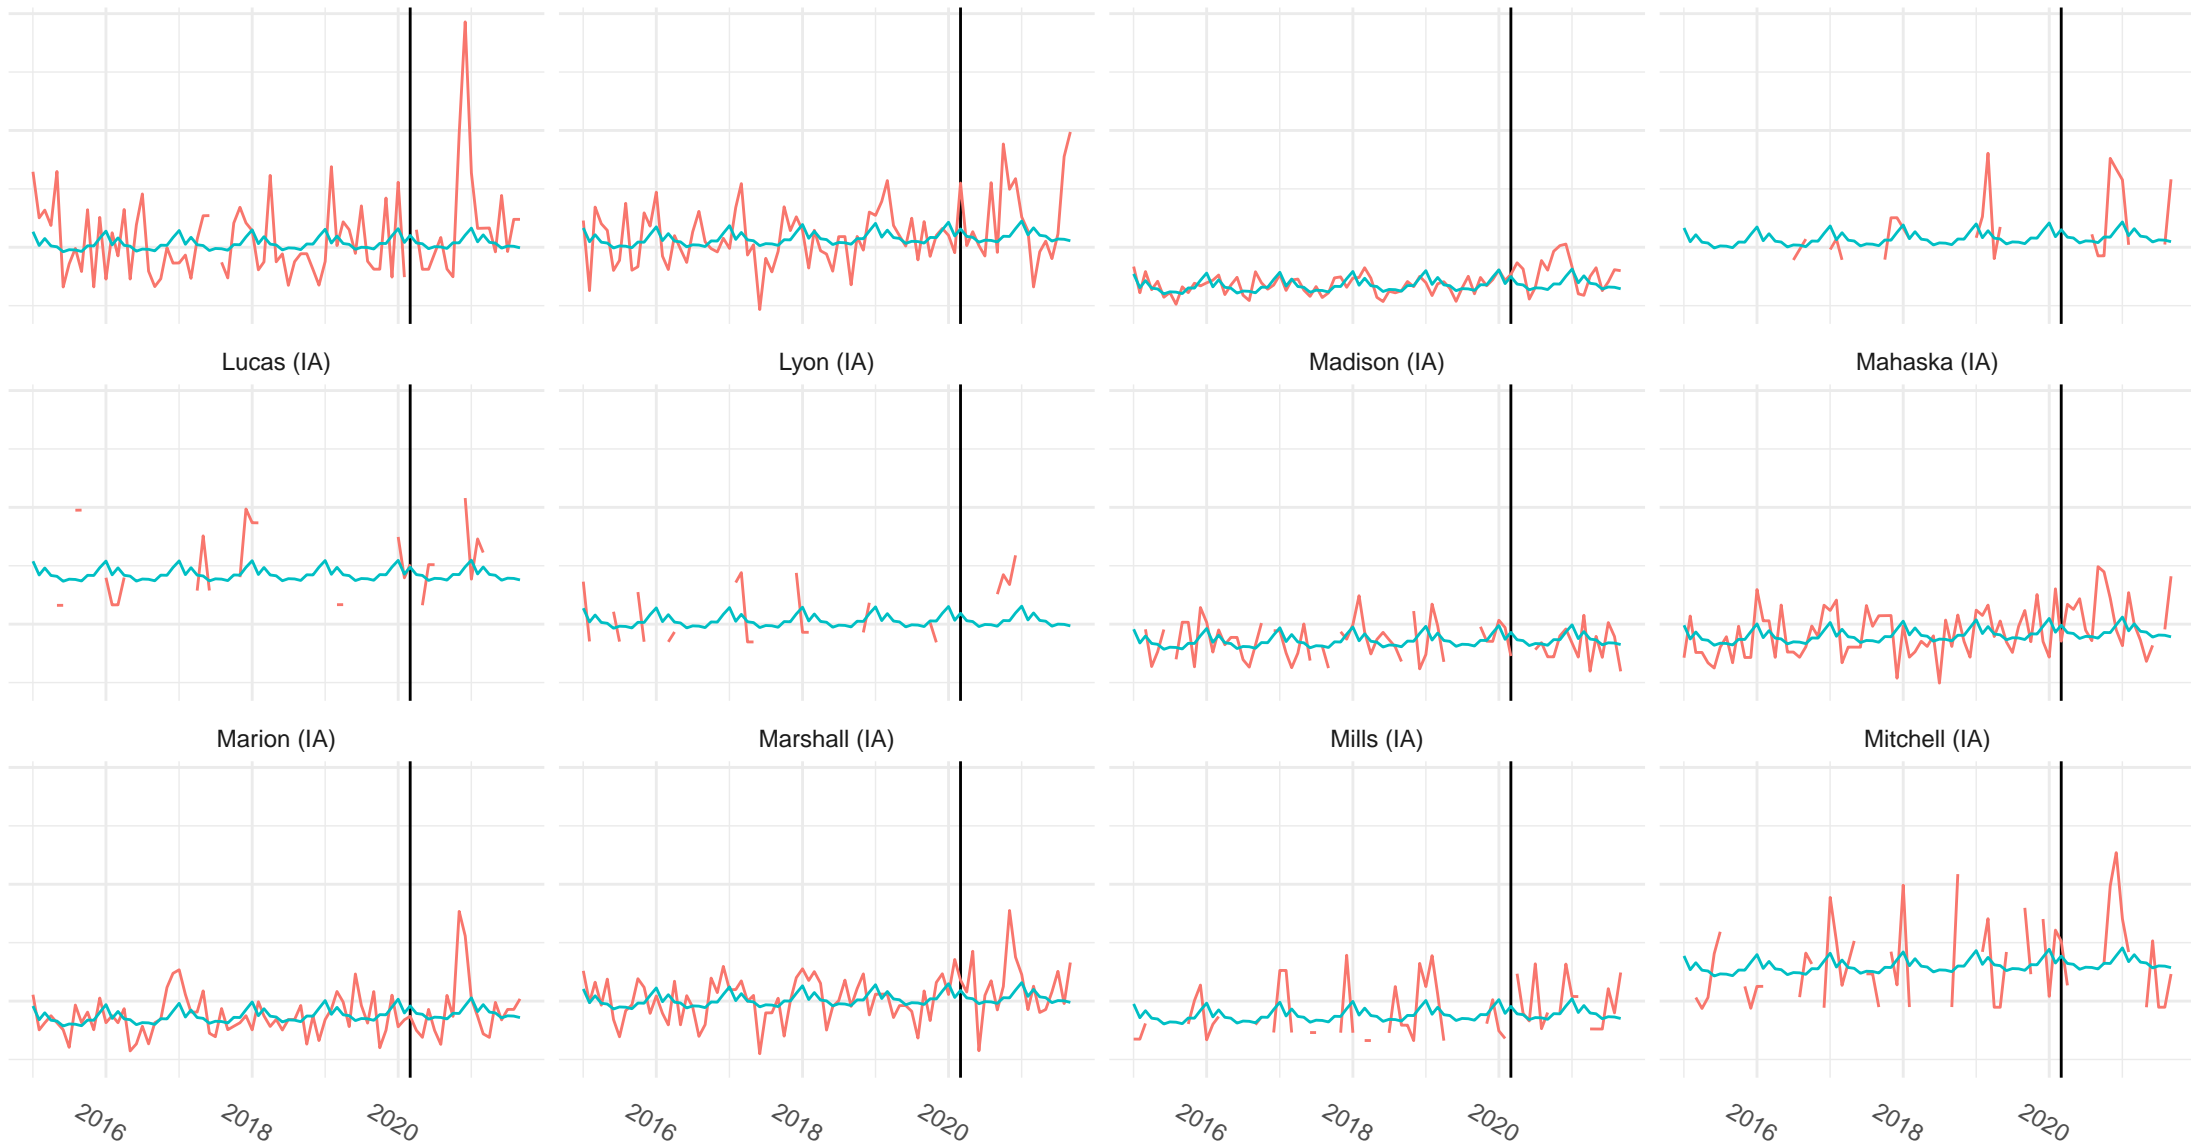 Lucas (IA) Lyon (IA) Madison (IA) Mahaska (IA)
Marion (IA) Marshall (IA) Mills (IA) Mitchell (IA)
2016 2018 2020 2016 2018 2020 2016 2018 2020 2016 2018 2020